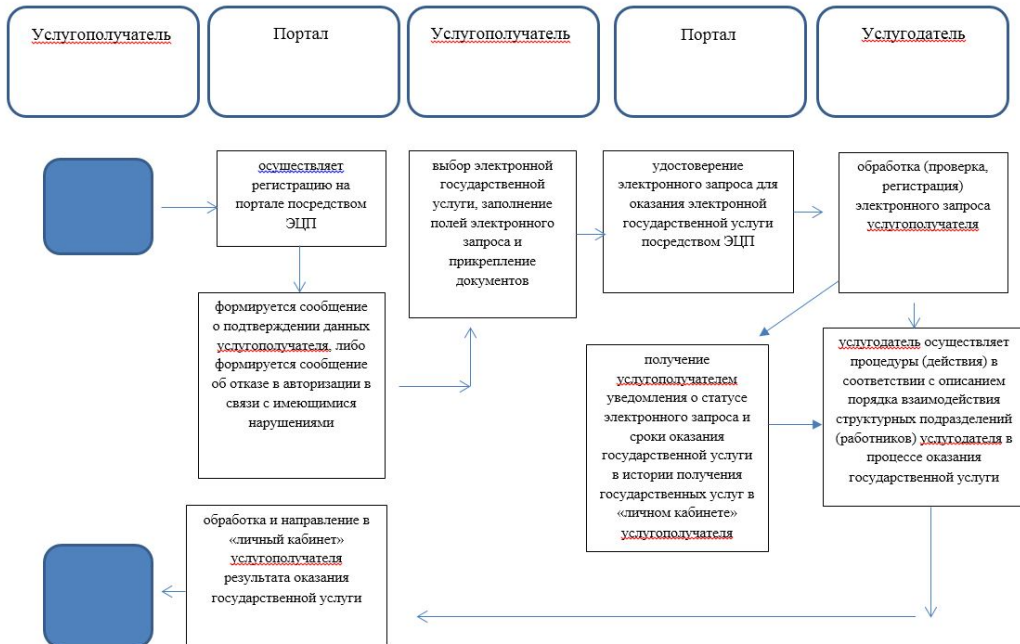 Услугополучатель
Портал
Услугополучатель
Портал
Услугодатель
осуществляет
регистрацию на
портале посредством
ЭЦП
формируется сообщение
о подтверждении данных
услугополучателя, либо
формируется сообщение
об отказе в авторизации в
связи с имеющимися
нарушениями
выбор электронной
государственной
услуги, заполнение
полей электронного
запроса и
прикрепление
документов
удостоверение
электронного запроса для
оказания электронной
государственной услуги
посредством ЭЦП
обработка (проверка,
регистрация)
электронного запроса
услугополучателя
получение
услугополучателем
уведомления о статусе
электронного запроса и
сроки оказания
государственной услуги
в истории получения
государственных услуг в
«личном кабинете»
услугополучателя
услугодатель осуществляет
процедуры (действия) в
соответствии с описанием
порядка взаимодействия
структурных подразделений
(работников) услугодателя в
процессе оказания
государственной услуги
обработка и направление в
«личный кабинет»
услугополучателя
результата оказания
государственной услуги